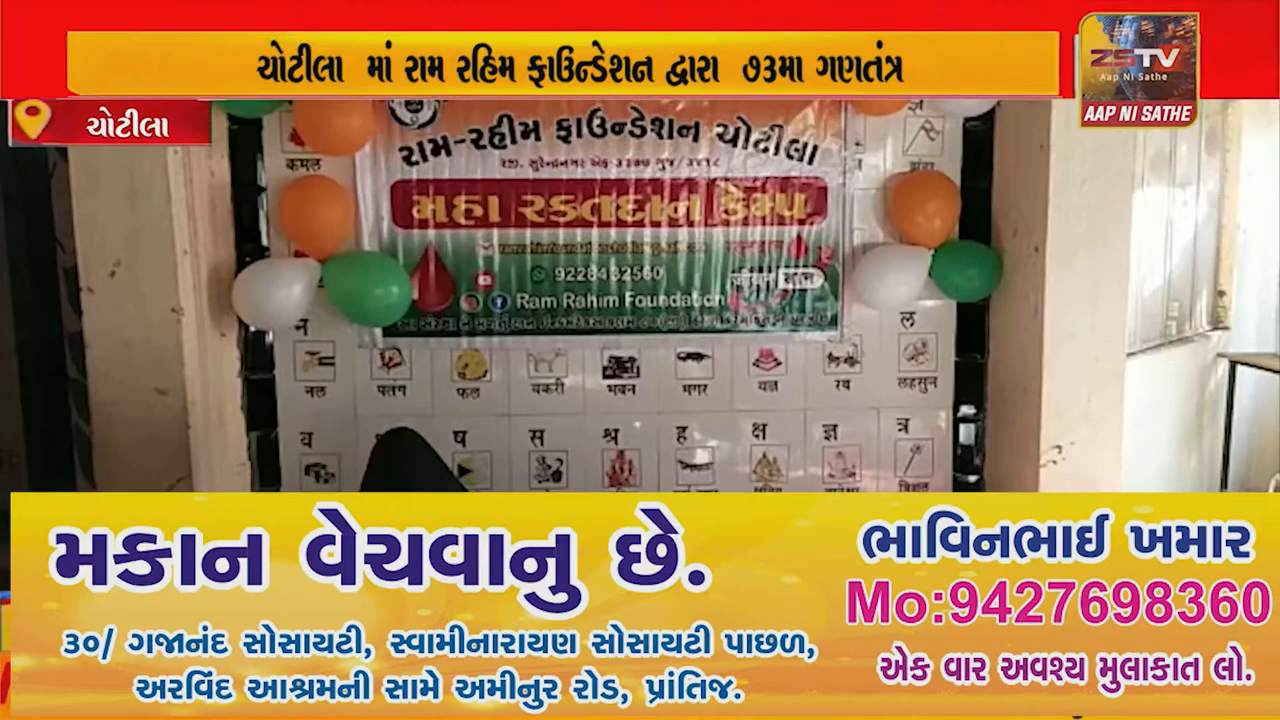 ચોટીલા માં રામ રહિમ ફાઉન્ડેશન દ્વારા ૭૩મા ગણતંત્ર
ZSTV
Aap Ni Sathe
AAP NI SATHE
ચોટીલા
રામ-રહીમ ફાઉન્ડેશન ચોટીલા
મહા રક્તદાન કેમ્પ
9228432560
Ram Rahim Foundation
कमल
ज्ञ
झंडा
न
ल
नल
पतंग
फल
बकरी
भवन
मगर
यज्ञ
रथ
लहसुन
व
ष
स
श्र
ह
क्ष
ज्ञ
त्र
મકાન વેચવાનુ છે.
૩૦/ ગજાનંદ સોસાયટી, સ્વામીનારાયણ સોસાયટી પાછળ,
અરવિંદ આશ્રમની સામે અમીનુર રોડ, પ્રાંતિજ.
ભાવિનભાઈ ખમાર
Mo:9427698360
એક વાર અવશ્ય મુલાકાત લો.